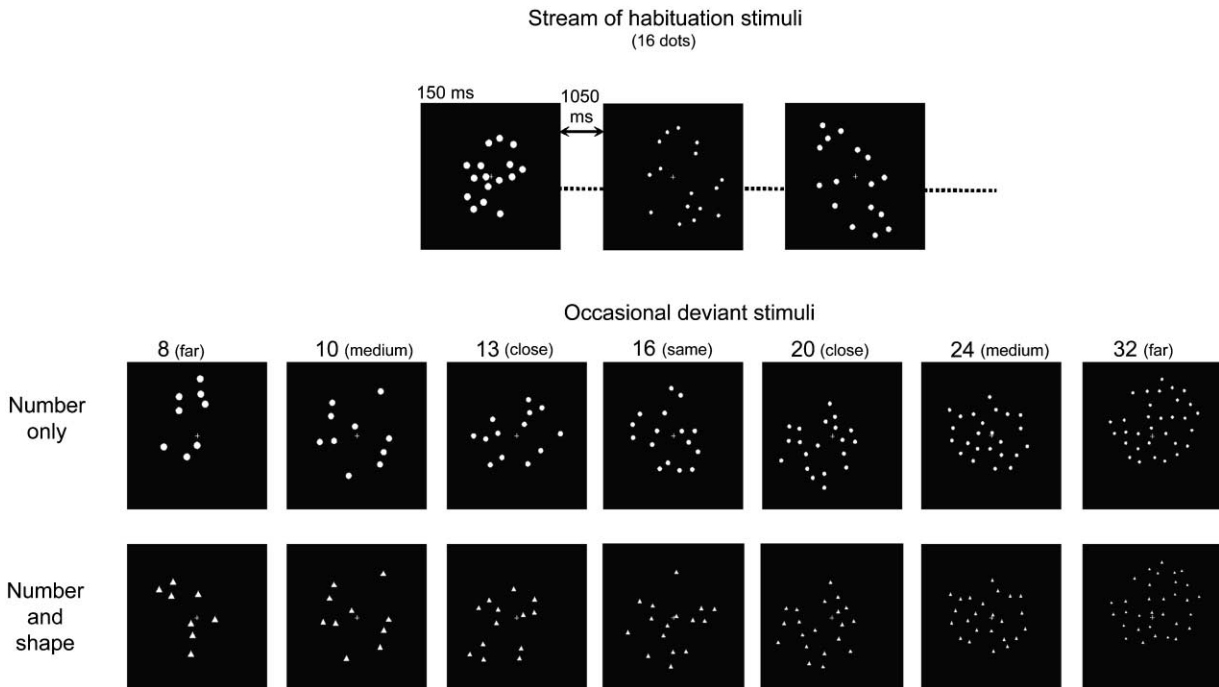 Stream of habituation stimuli
(16 dots)
150 ms
1050
ms
Occasional deviant stimuli
8 (far)
10 (medium)
13 (close)
16 (same)
20 (close)
24 (medium)
32 (far)
Number
only
Number
and
shape